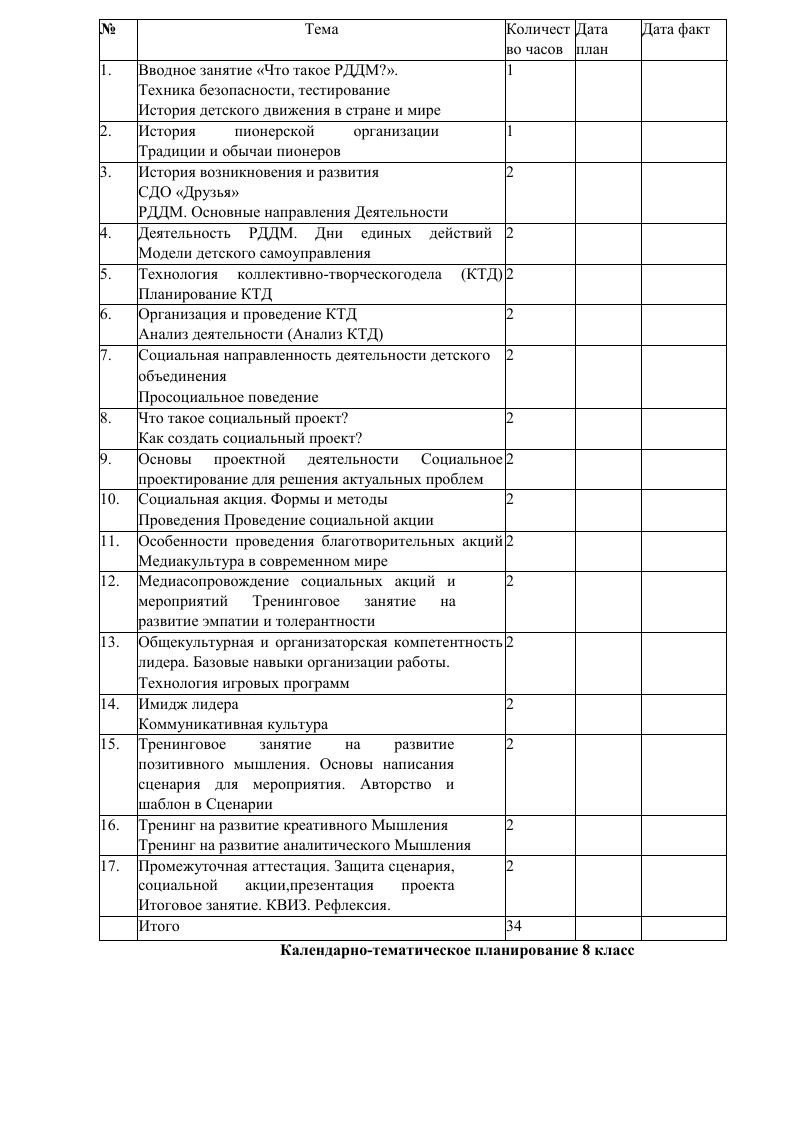 № Тема Количест Дата Дата факт
во часов план
1. Вводное занятие «Что такое РДДМ?». 1
Техника безопасности, тестирование
История детского движения в стране и мире
2. История пионерской организации 1
Традиции и обычаи пионеров
3. История возникновения и развития 2
СДО «Друзья»
РДДМ. Основные направления Деятельности
4. Деятельность РДДМ. Дни единых действий 2
Модели детского самоуправления
5. Технология коллективно-творческогодела (КТД) 2
Планирование КТД
6. Организация и проведение КТД 2
Анализ деятельности (Анализ КТД)
7. Социальная направленность деятельности детского 2
объединения
Просоциальное поведение
8. Что такое социальный проект? 2
Как создать социальный проект?
9. Основы проектной деятельности Социальное 2
проектирование для решения актуальных проблем
10. Социальная акция. Формы и методы 2
Проведения Проведение социальной акции
11. Особенности проведения благотворительных акций 2
Медиакультура в современном мире
12. Медиасопровождение социальных акций и 2
мероприятий Тренинговое занятие на
развитие эмпатии и толерантности
13. Общекультурная и организаторская компетентность 2
лидера. Базовые навыки организации работы.
Технология игровых программ
14. Имидж лидера 2
Коммуникативная культура
15. Тренинговое занятие на развитие 2
позитивного мышления. Основы написания
сценария для мероприятия. Авторство и
шаблон в Сценарии
16. Тренинг на развитие креативного Мышления 2
Тренинг на развитие аналитического Мышления
17. Промежуточная аттестация. Защита сценария, 2
социальной акции,презентация проекта
Итоговое занятие. КВИЗ. Рефлексия.
Итого 34
Календарно-тематическое планирование 8 класс